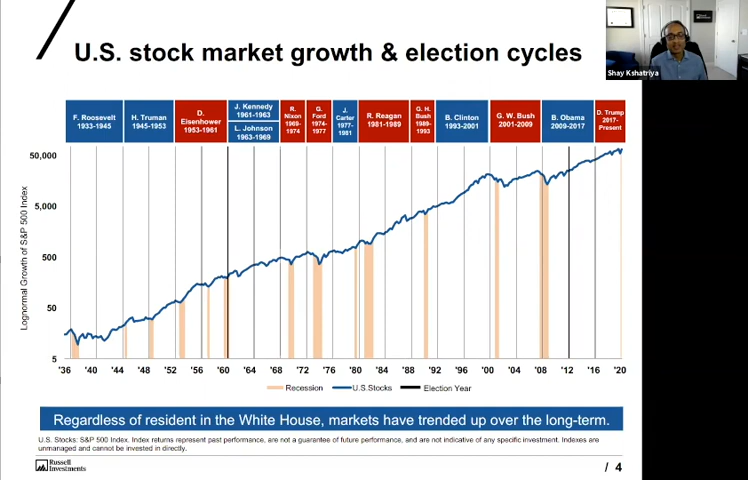 U.S. stock market growth & election cycles
Shay Kshatriya
F. Roosevelt
1933-1945
H. Truman
1945-1953
D.
Eisenhower
1953-1961
J. Kennedy
1961-1963
L. Johnson
1963-1969
R.
Nixon
1969-
1974
G.
Ford
1974-
1977
J.
Carter
1977-
1981
R. Reagan
1981-1989
G. H.
Bush
1989-
1993
B. Clinton
1993-2001
G. W. Bush
2001-2009
B. Obama
2009-2017
D. Trump
2017-
Present
Lognormal Growth of S&P 500 Index
50,000
5,000
500
50
5
'36 '40 '44 '48 '52 '56 '60 '64 '68 '72 '76 '80 '84 '88 '92 '96 '00 '04 '08 '12 '16 '20
Recession U.S.Stocks Election Year
Regardless of resident in the White House, markets have trended up over the long-term.
U.S. Stocks: S&P 500 Index. Index returns represent past performance, are not a guarantee of future performance, and are not indicative of any specific investment. Indexes are
unmanaged and cannot be invested in directly.
Russell
Investments
/ 4